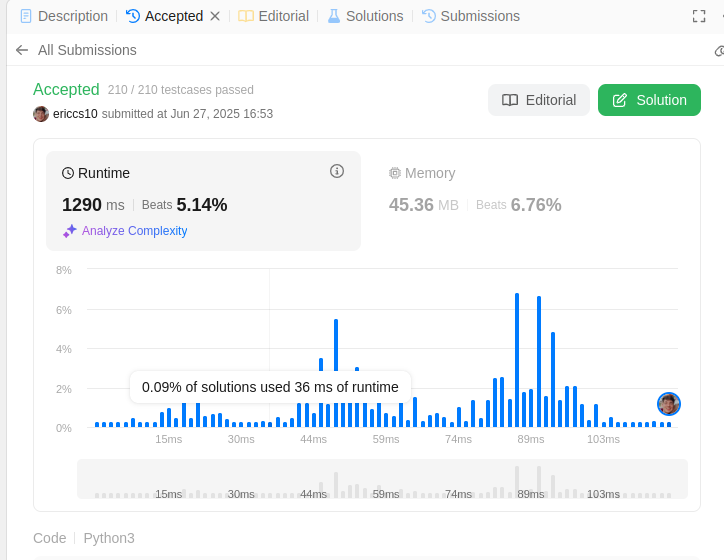 Description Accepted Editorial Solutions Submissions
All Submissions
Accepted 210 / 210 testcases passed
ericcs10 submitted at Jun 27, 2025 16:53
Editorial
Solution
Runtime
1290 ms Beats 5.14%
Analyze Complexity
Memory
45.36 MB Beats 6.76%
8%
6%
4%
2%
0%
0.09% of solutions used 36 ms of runtime
15ms 30ms 44ms 59ms 74ms 89ms 103ms
15ms 30ms 44ms 59ms 74ms 89ms 103ms
Code Python3